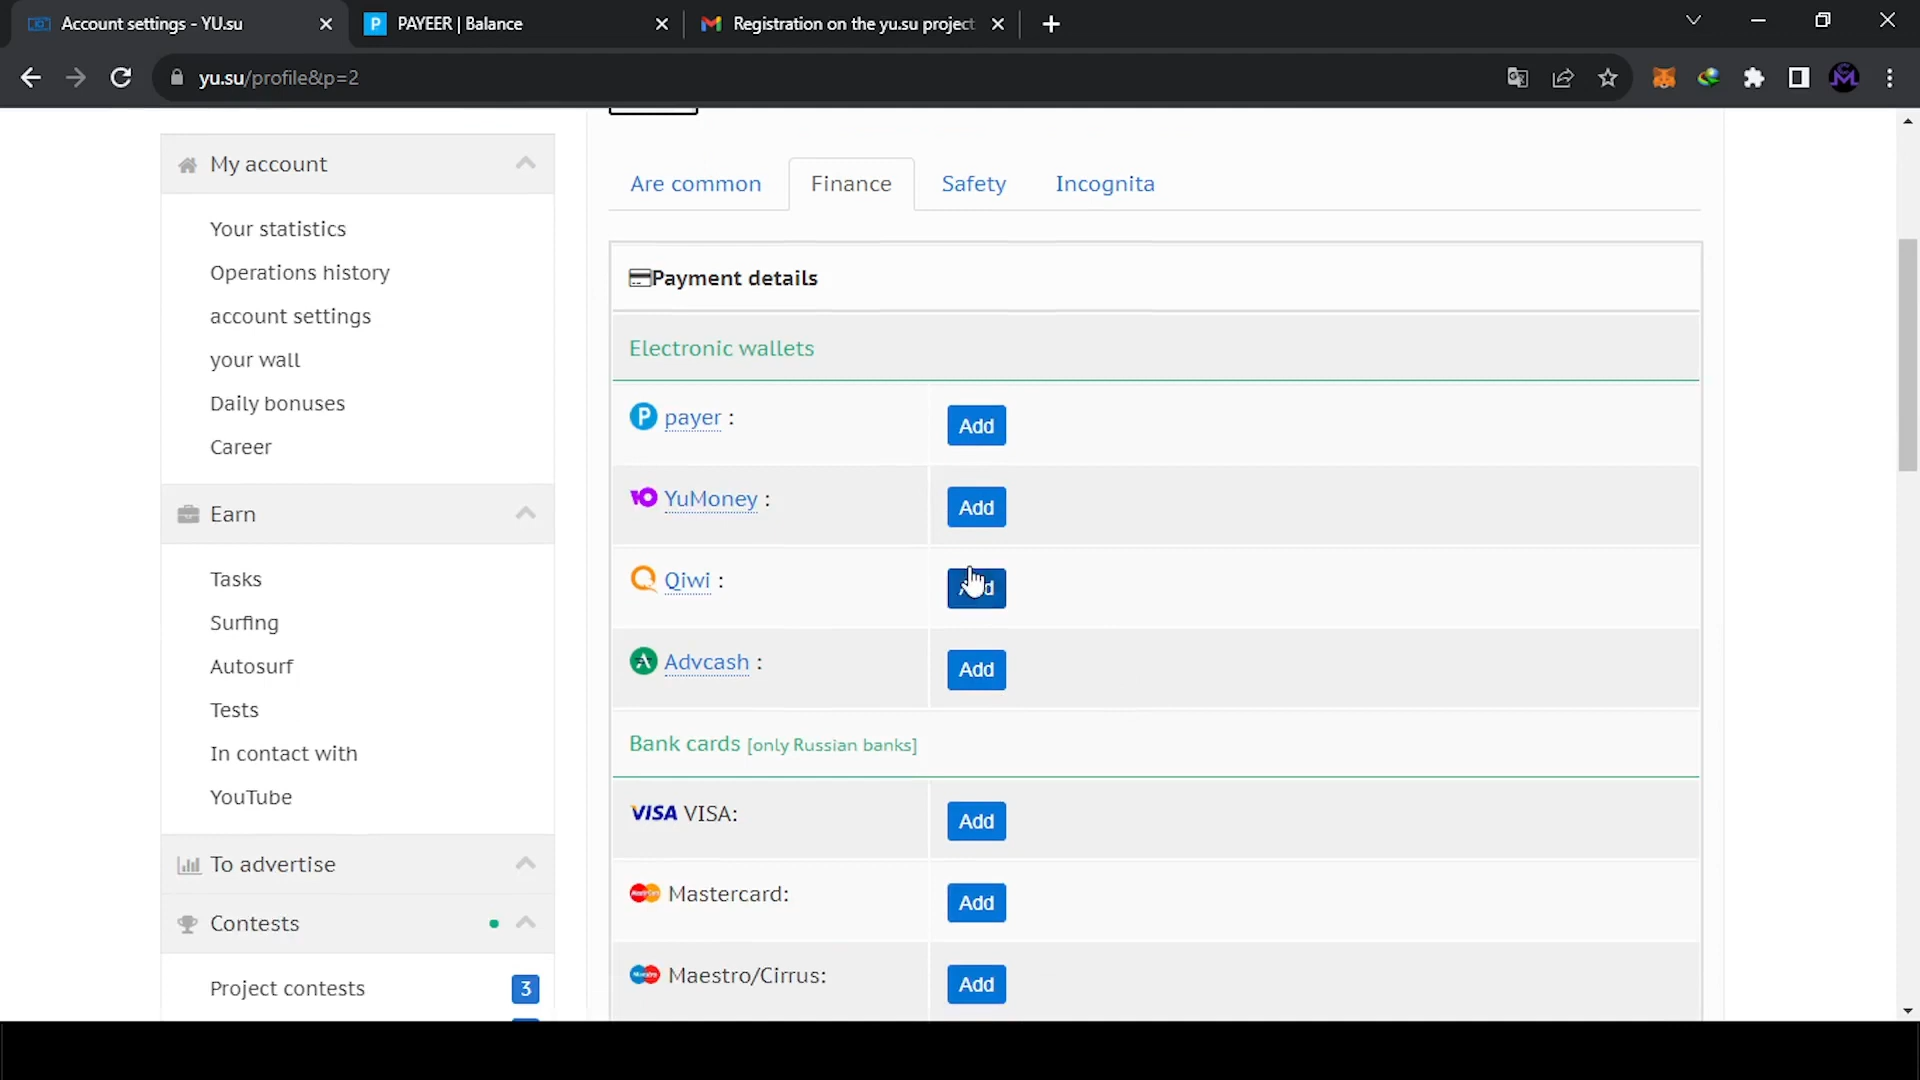 Account settings - YU.su
PAYEER | Balance
Registration on the yu.su project
yu.su/profile&p=2
My account
Your statistics
Operations history
account settings
your wall
Daily bonuses
Career
Earn
Tasks
Surfing
Autosurf
Tests
In contact with
YouTube
To advertise
Contests
Project contests 3
Are common
Finance
Safety
Incognita
Payment details
Electronic wallets
payer : Add
YuMoney : Add
Qiwi :
Advcash : Add
Bank cards [only Russian banks]
VISA VISA: Add
Mastercard: Add
Maestro/Cirrus: Add